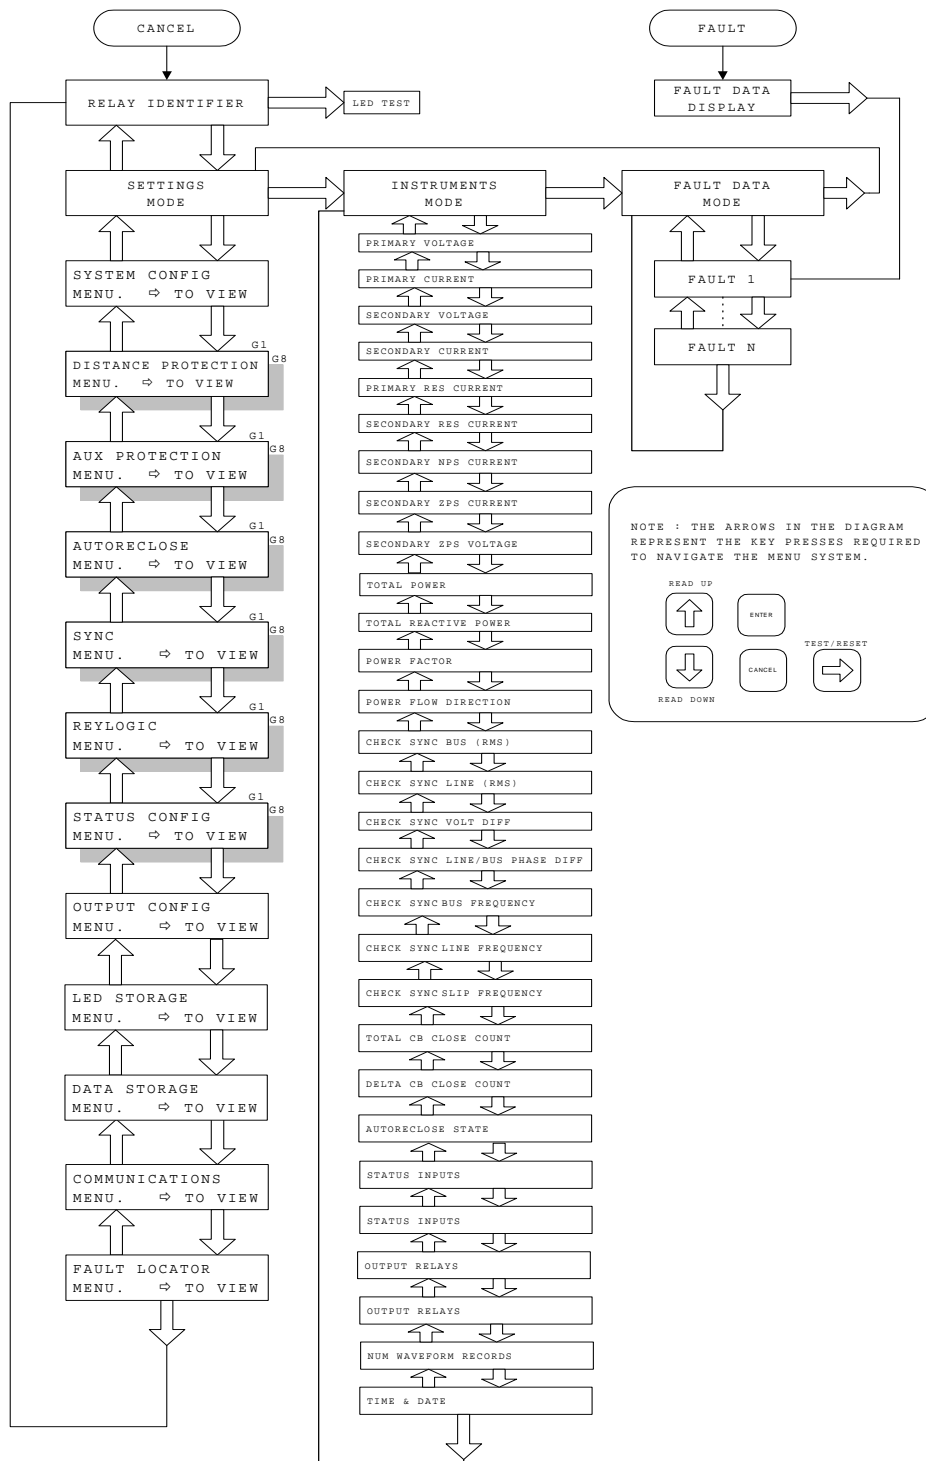 CANCEL
RELAY IDENTIFIER
LED TEST
SETTINGS
MODE
SYSTEM CONFIG
MENU. ⇨ TO VIEW
G1
G8
DISTANCE PROTECTION
MENU. ⇨ TO VIEW
G1
G8
AUX PROTECTION
MENU. ⇨ TO VIEW
G1
G8
AUTORECLOSE
MENU. ⇨ TO VIEW
G1
G8
SYNC
MENU. ⇨ TO VIEW
G1
G8
REYLOGIC
MENU. ⇨ TO VIEW
G1
G8
STATUS CONFIG
MENU. ⇨ TO VIEW
OUTPUT CONFIG
MENU. ⇨ TO VIEW
LED STORAGE
MENU. ⇨ TO VIEW
DATA STORAGE
MENU. ⇨ TO VIEW
COMMUNICATIONS
MENU. ⇨ TO VIEW
FAULT LOCATOR
MENU. ⇨ TO VIEW
INSTRUMENTS
MODE
PRIMARY VOLTAGE
PRIMARY CURRENT
SECONDARY VOLTAGE
SECONDARY CURRENT
PRIMARY RES CURRENT
SECONDARY RES CURRENT
SECONDARY NPS CURRENT
SECONDARY ZPS CURRENT
SECONDARY ZPS VOLTAGE
TOTAL POWER
TOTAL REACTIVE POWER
POWER FACTOR
POWER FLOW DIRECTION
CHECK SYNC BUS (RMS)
CHECK SYNC LINE (RMS)
CHECK SYNC VOLT DIFF
CHECK SYNC LINE/BUS PHASE DIFF
CHECK SYNC BUS FREQUENCY
CHECK SYNC LINE FREQUENCY
CHECK SYNC SLIP FREQUENCY
TOTAL CB CLOSE COUNT
DELTA CB CLOSE COUNT
AUTORECLOSE STATE
STATUS INPUTS
STATUS INPUTS
OUTPUT RELAYS
OUTPUT RELAYS
NUM WAVEFORM RECORDS
TIME & DATE
FAULT
FAULT DATA
DISPLAY
FAULT DATA
MODE
FAULT 1
FAULT N
NOTE : THE ARROWS IN THE DIAGRAM
REPRESENT THE KEY PRESSES REQUIRED
TO NAVIGATE THE MENU SYSTEM.
READ UP
ENTER
TEST/RESET
CANCEL
READ DOWN